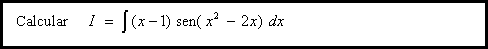 Calcular I = ∫ (x−1) sen( x² − 2x) dx